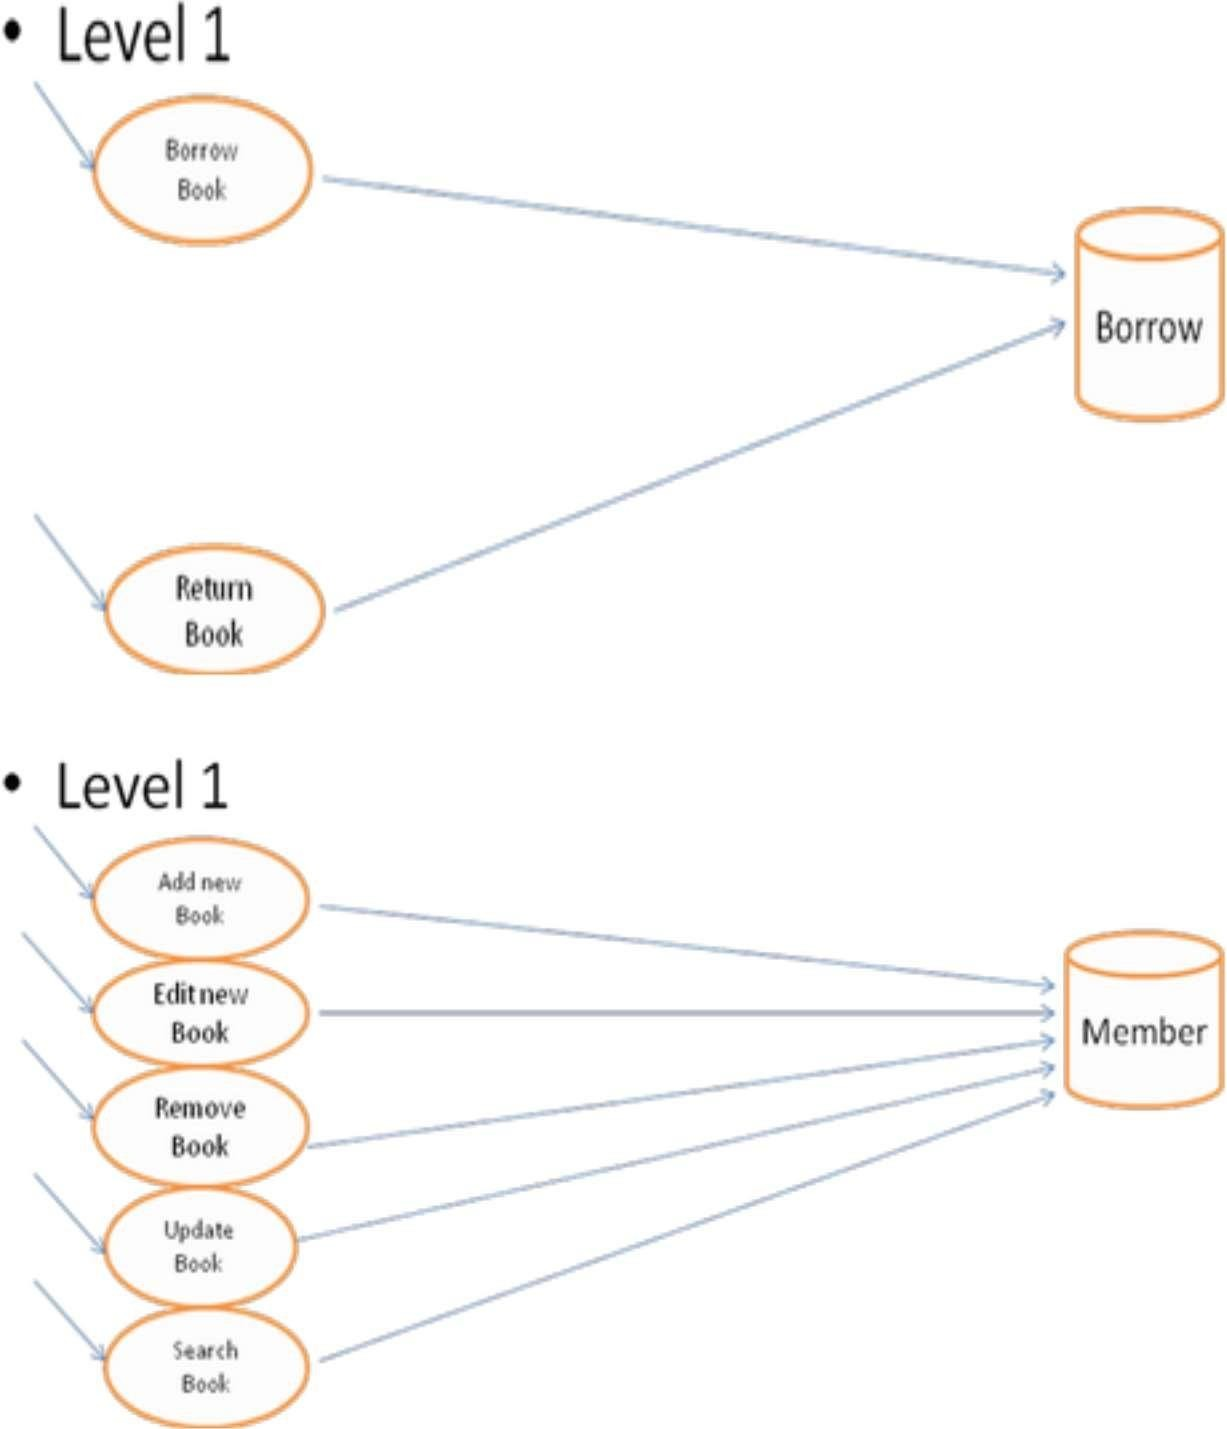 • Level 1
Borrow
Book
Borrow
Return
Book
• Level 1
Add new
Book
Edit new
Book
Member
Remove
Book
Update
Book
Search
Book